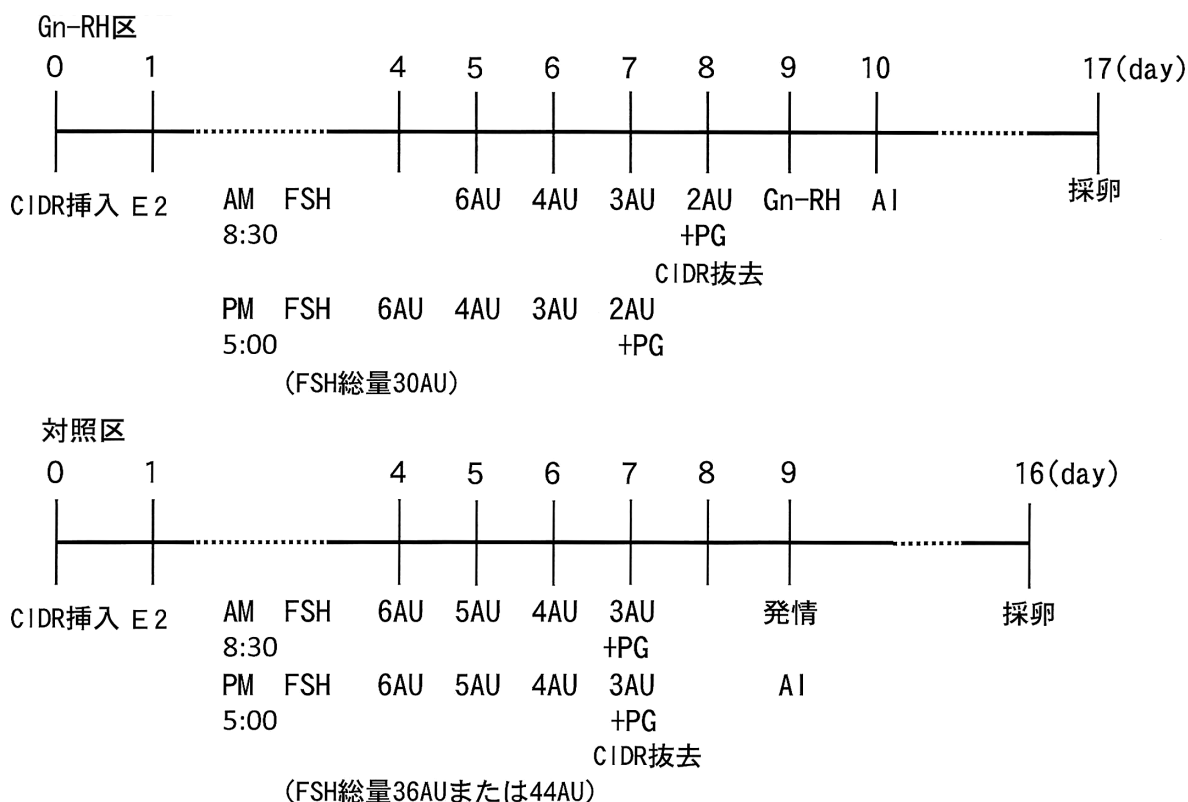 Gn-RH区
0 1 4 5 6 7 8 9 10 17(day)
CIDR挿入 E2 AM FSH 6AU 4AU 3AU 2AU Gn-RH AI 採卵
8:30 +PG
CIDR抜去
PM FSH 6AU 4AU 3AU 2AU
5:00 +PG
(FSH総量30AU)
対照区
0 1 4 5 6 7 8 9 16(day)
CIDR挿入 E2 AM FSH 6AU 5AU 4AU 3AU 発情 採卵
8:30 +PG
PM FSH 6AU 5AU 4AU 3AU AI
5:00 +PG
CIDR抜去
(FSH総量36AUまたは44AU)